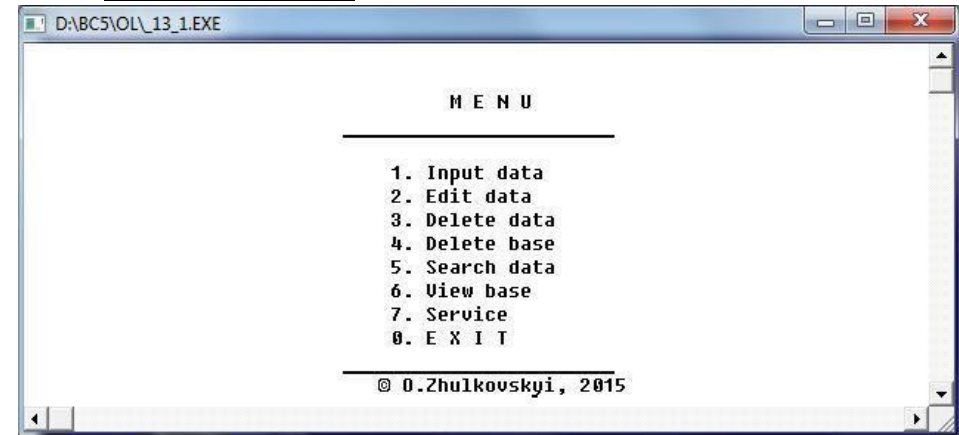 D:\BC5\OL\_13_1.EXE
M E N U
1. Input data
2. Edit data
3. Delete data
4. Delete base
5. Search data
6. View base
7. Service
0. E X I T
© O.Zhulkovskyi, 2015